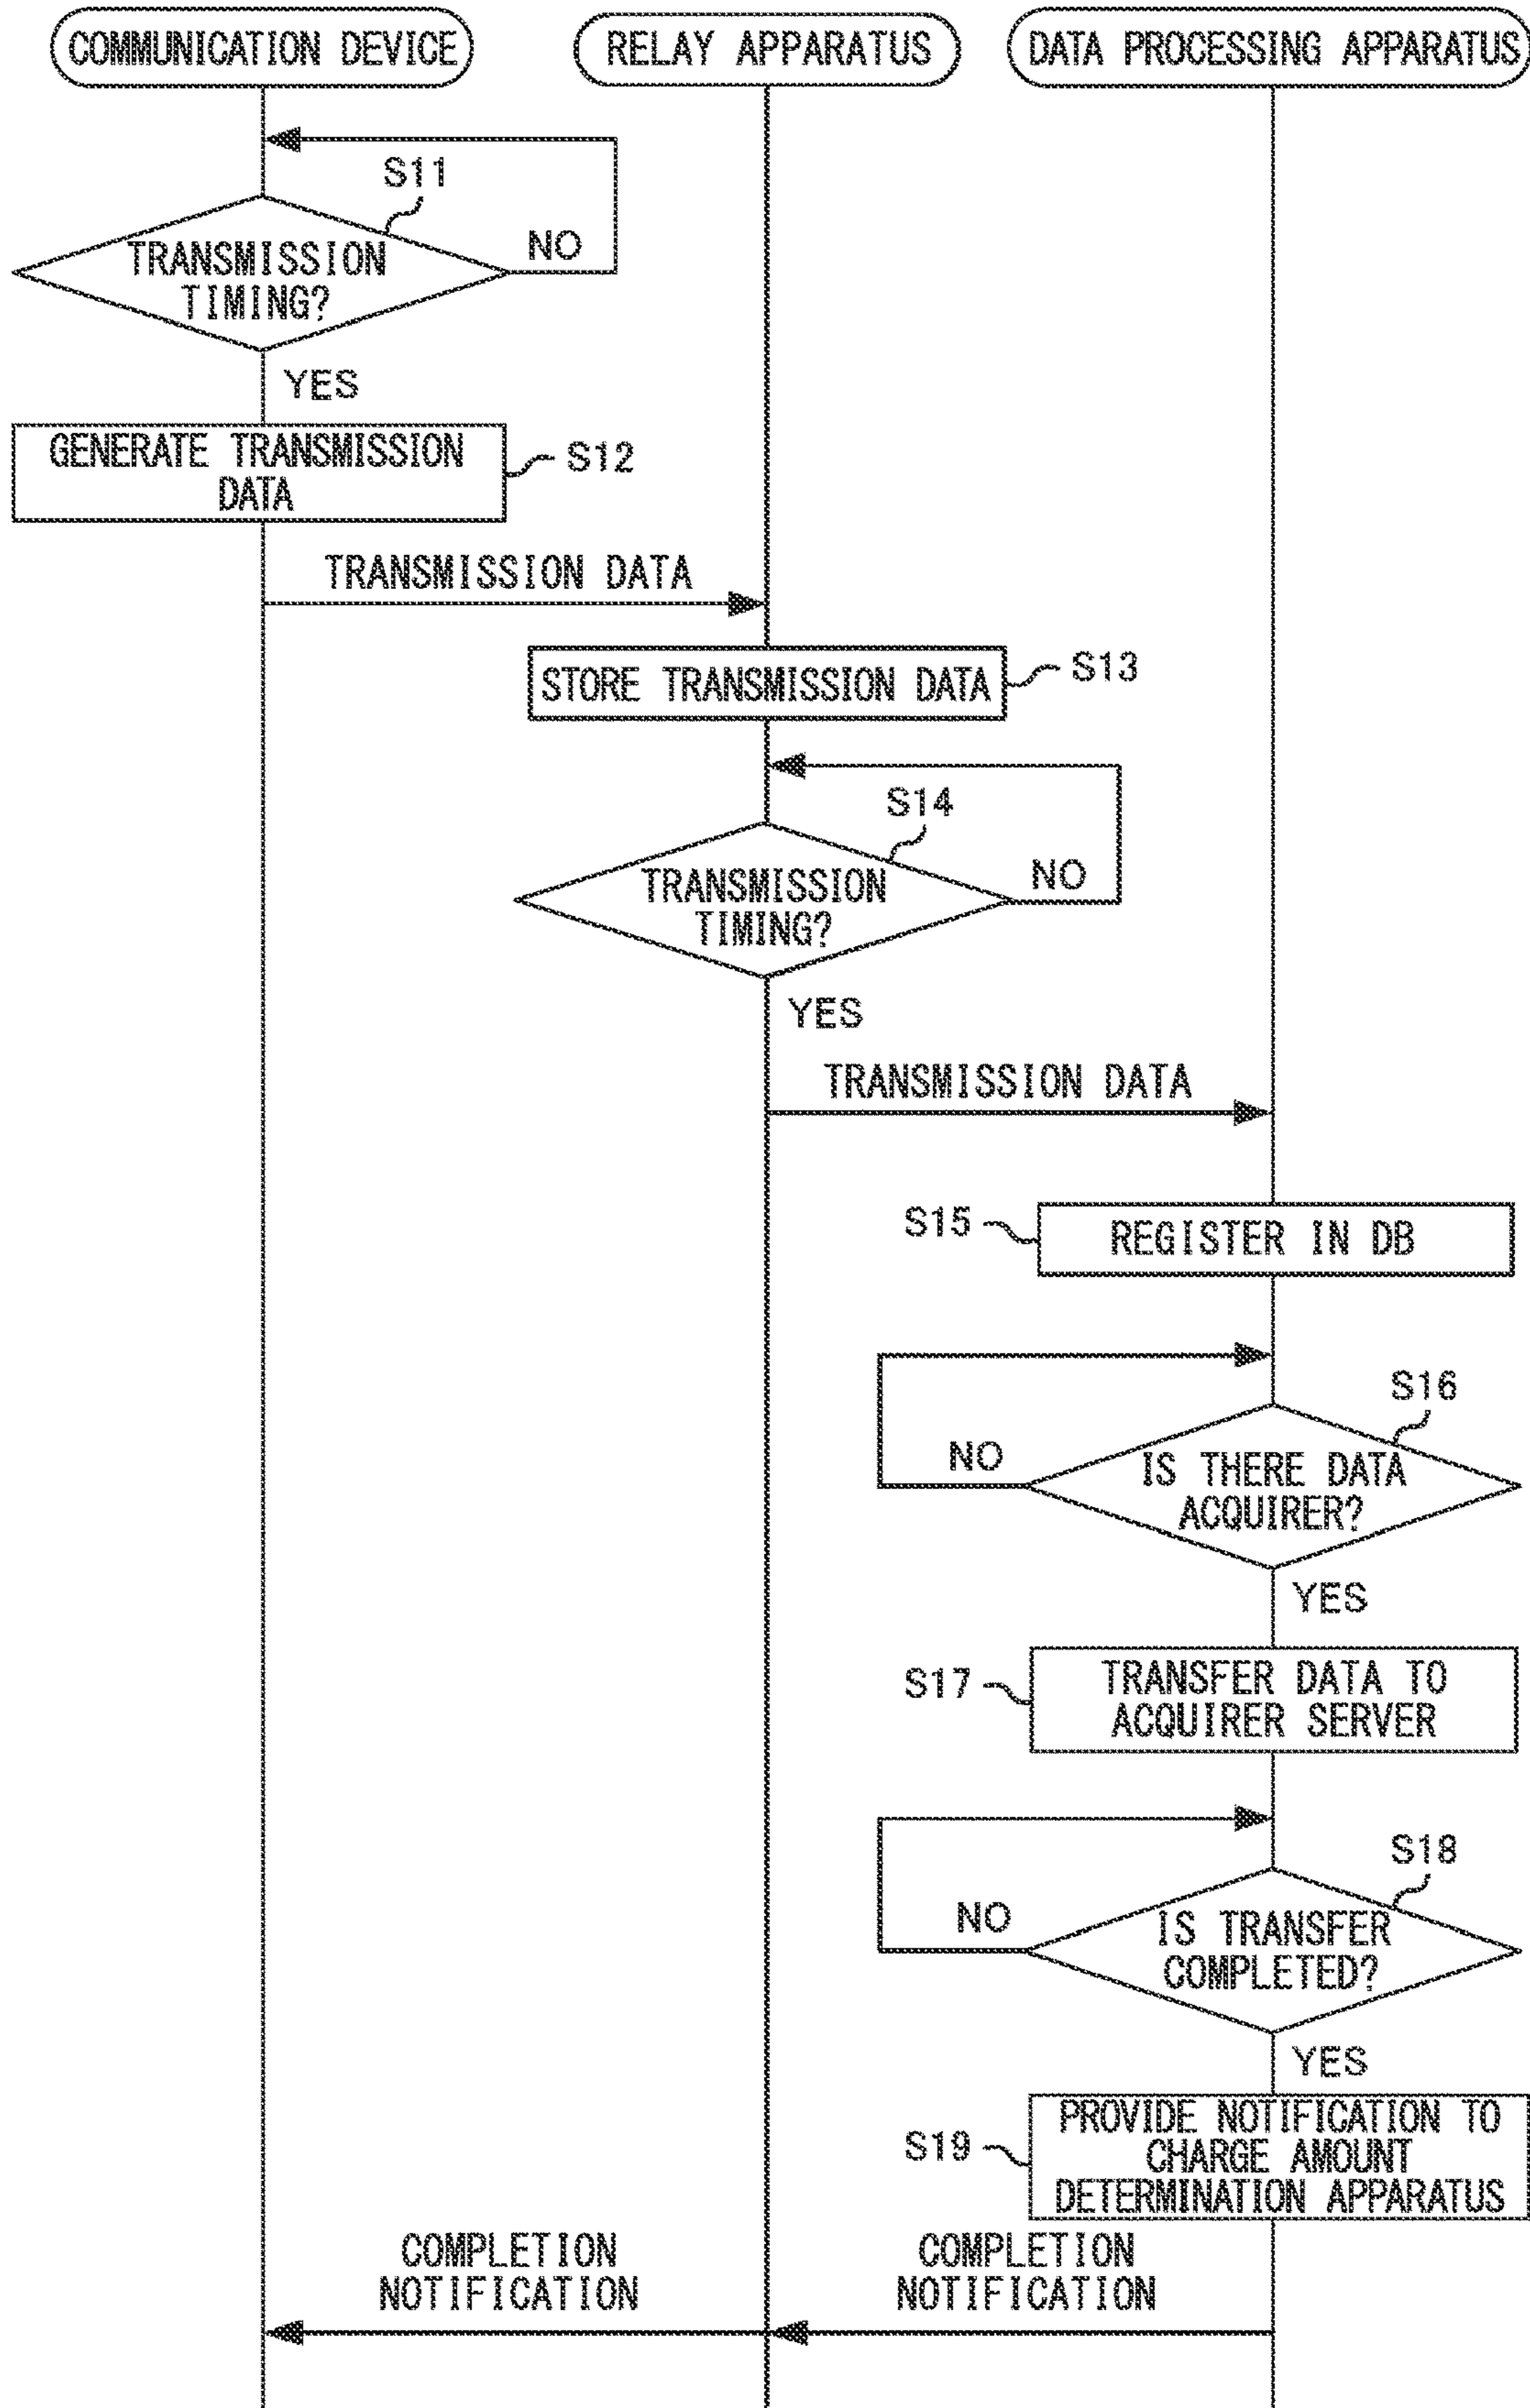 COMMUNICATION DEVICE
RELAY APPARATUS
DATA PROCESSING APPARATUS
S11
TRANSMISSION
TIMING?
NO
YES
GENERATE TRANSMISSION
DATA
S12
TRANSMISSION DATA
STORE TRANSMISSION DATA
S13
S14
TRANSMISSION
TIMING?
NO
YES
TRANSMISSION DATA
S15
REGISTER IN DB
S16
NO
IS THERE DATA
ACQUIRER?
YES
S17
TRANSFER DATA TO
ACQUIRER SERVER
S18
NO
IS TRANSFER
COMPLETED?
YES
S19
PROVIDE NOTIFICATION TO
CHARGE AMOUNT
DETERMINATION APPARATUS
COMPLETION
NOTIFICATION
COMPLETION
NOTIFICATION